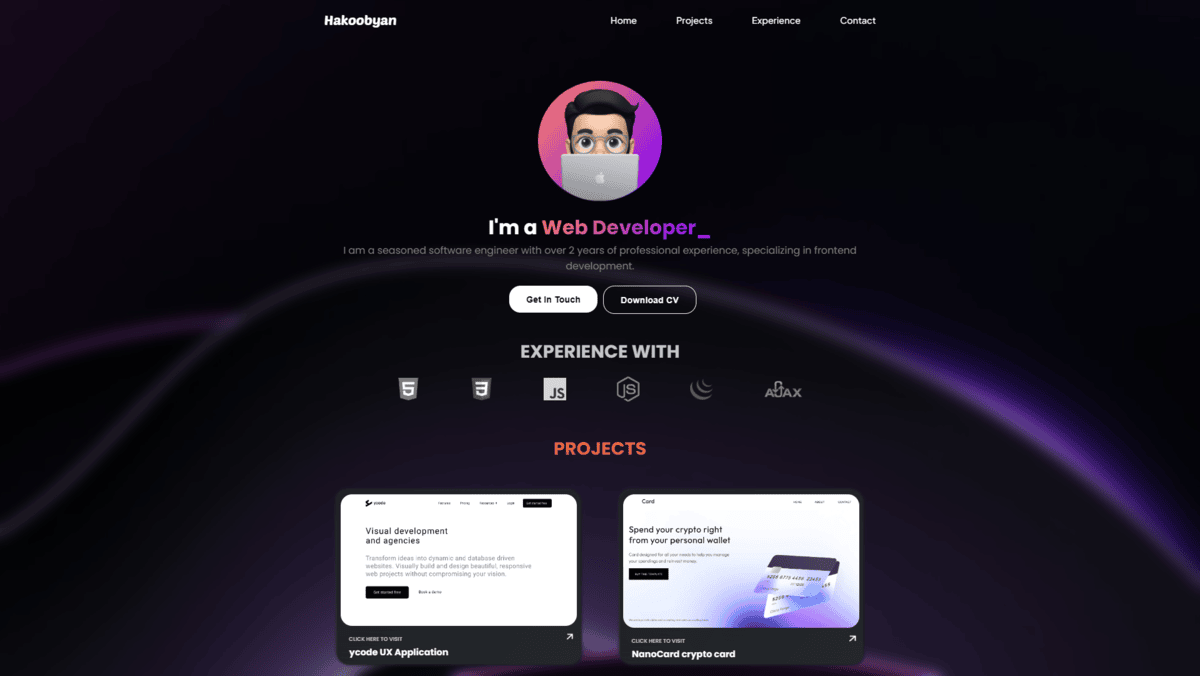 Hakoobyan
Home Projects Experience Contact
I'm a Web Developer_
I am a seasoned software engineer with over 2 years of professional experience, specializing in frontend
development.
Get In Touch Download CV
EXPERIENCE WITH
5 3 JS JS AJAX
PROJECTS
ycode Features Pricing Resources Login Get started free
Visual development
and agencies
Transform ideas into dynamic and database driven
websites. Visually build and design beautiful, responsive
web projects without compromising your vision.
Get started free Book a demo
CLICK HERE TO VISIT
ycode UX Application
Card HOME ABOUT CONTACT
Spend your crypto right
from your personal wallet
Card designed for all your needs to help you manage
your spendings and
CLICK HERE TO VISIT
NanoCard crypto card